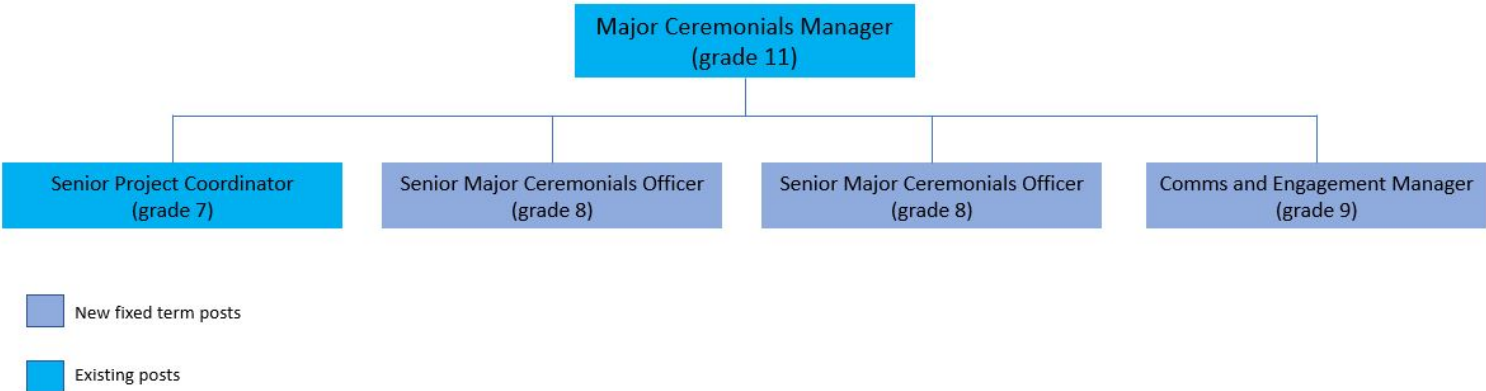 Major Ceremonials Manager
(grade 11)
Senior Project Coordinator
(grade 7)
Senior Major Ceremonials Officer
(grade 8)
Senior Major Ceremonials Officer
(grade 8)
Comms and Engagement Manager
(grade 9)
New fixed term posts
Existing posts